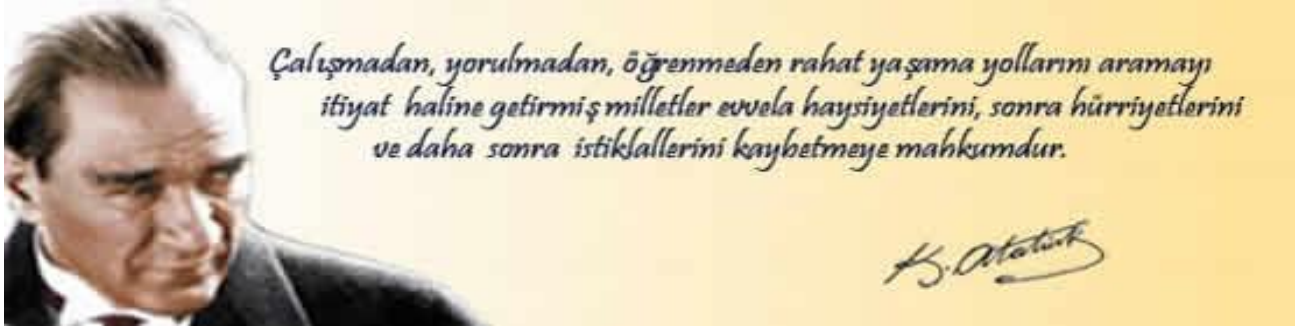 Çalışmadan, yorulmadan, öğrenmeden rahat yaşama yollarını aramayı
itiyat haline getirmiş milletler evvela haysiyetlerini, sonra hürriyetlerini
ve daha sonra istiklallerini kaybetmeye mahkumdur.
K. Atatürk